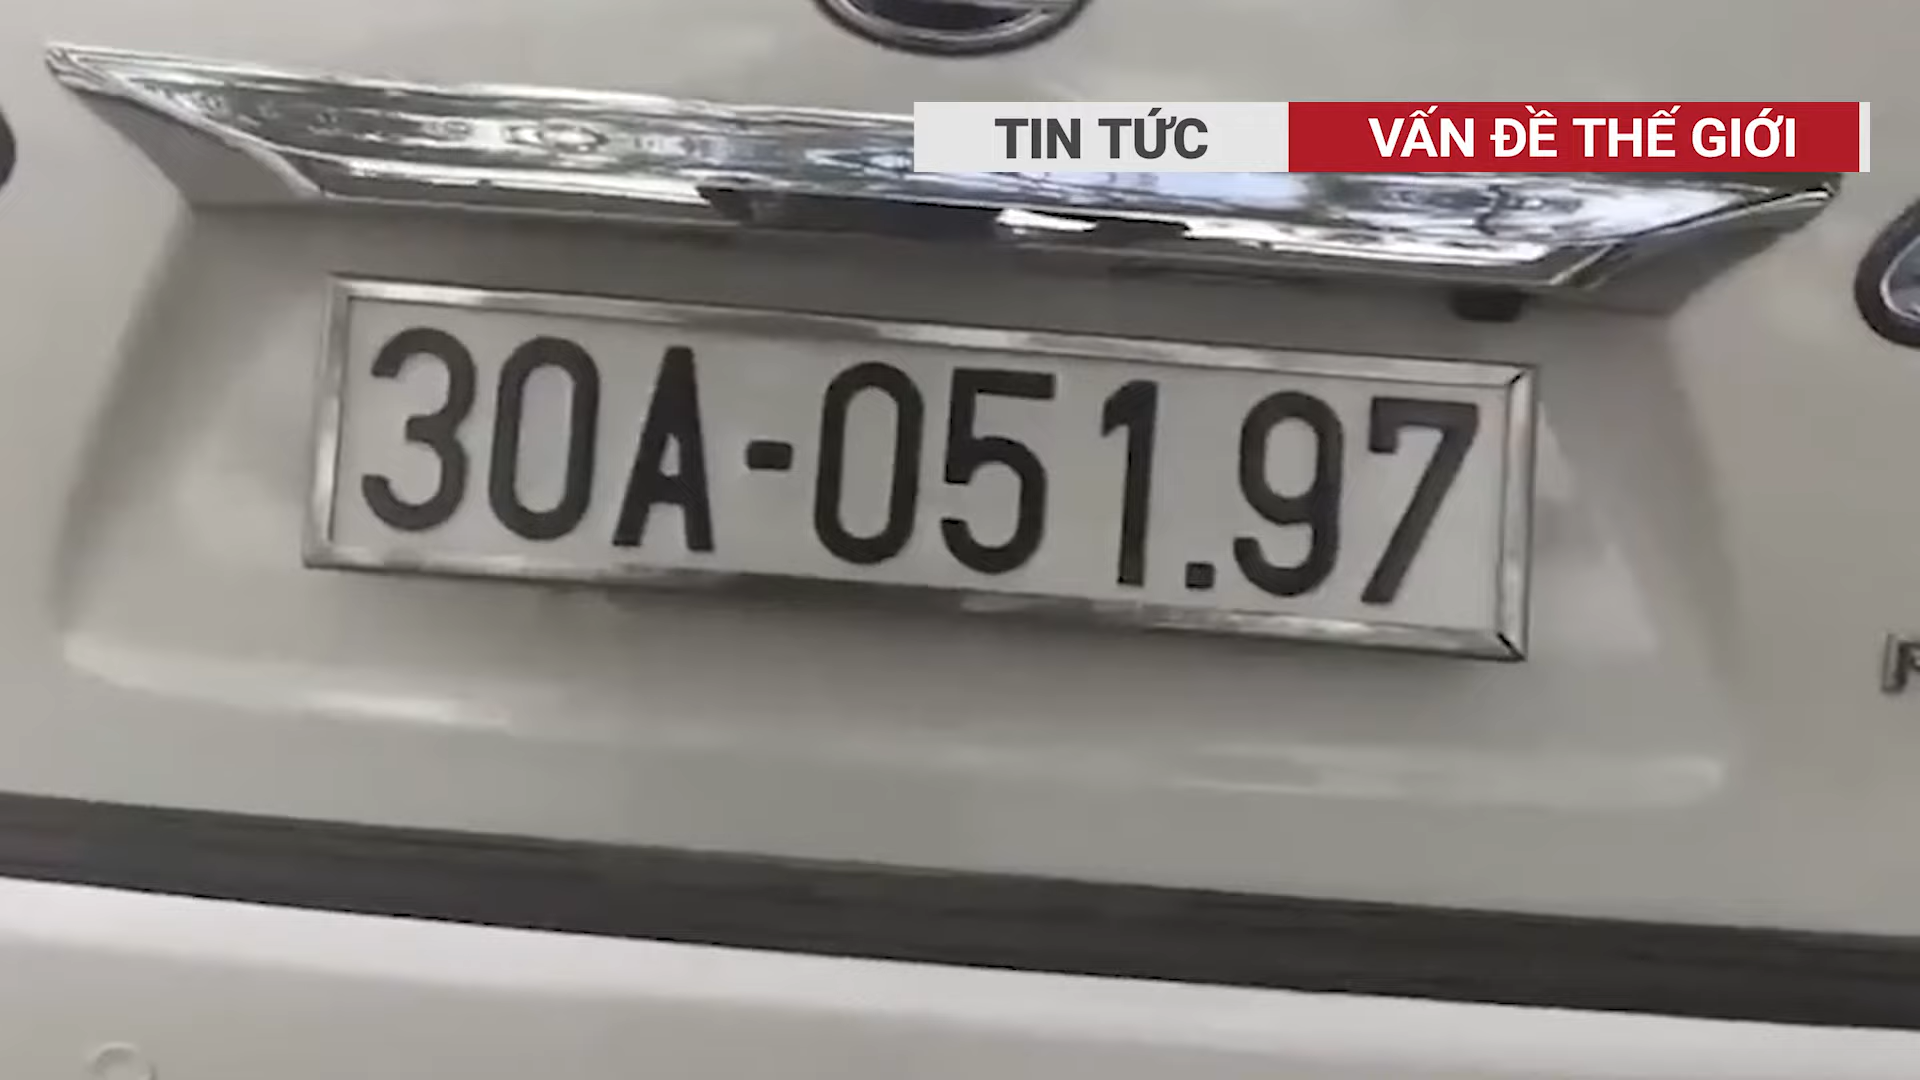 TIN TỨC VẤN ĐỀ THẾ GIỚI
30A-051.97